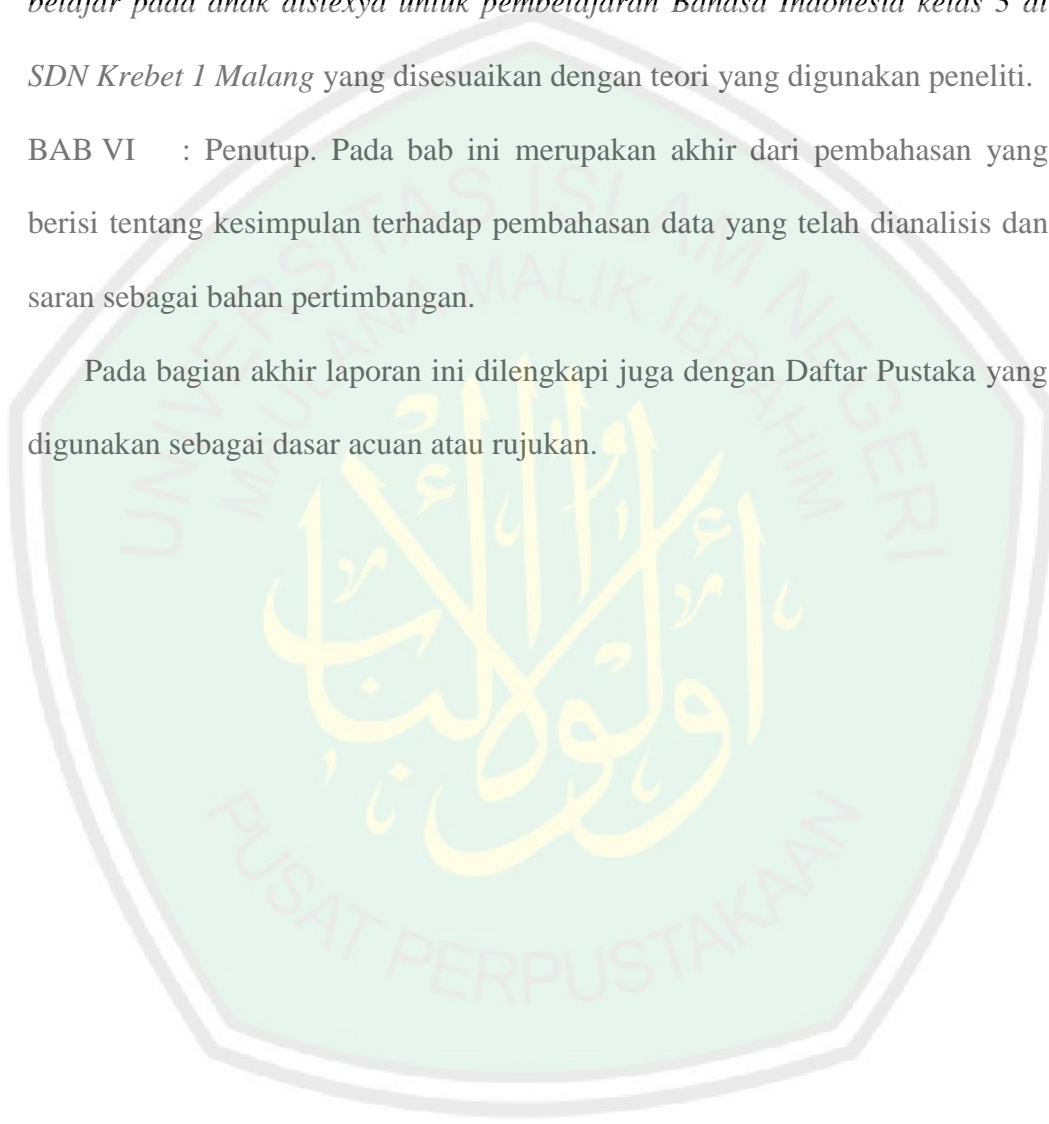 belajar pada anak dislexya untuk pembelajaran Bahasa Indonesia kelas 3 di
SDN Krebet 1 Malang yang disesuaikan dengan teori yang digunakan peneliti.
BAB VI : Penutup. Pada bab ini merupakan akhir dari pembahasan yang
berisi tentang kesimpulan terhadap pembahasan data yang telah dianalisis dan
saran sebagai bahan pertimbangan.
Pada bagian akhir laporan ini dilengkapi juga dengan Daftar Pustaka yang
digunakan sebagai dasar acuan atau rujukan.
UNIVERSITAS ISLAM NEGERI
MAULANA MALIK IBRAHIM
أولوا الألباب
PUSAT PERPUSTAKAAN